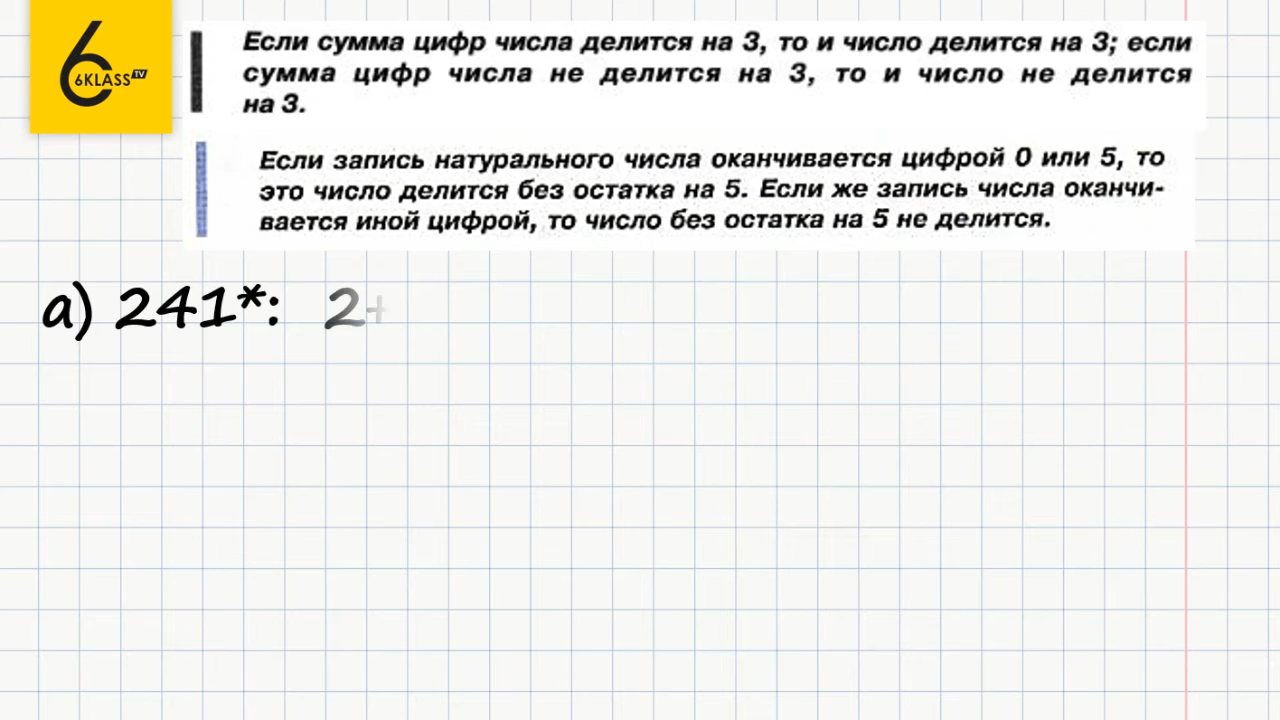 6
6KLASS TV
Если сумма цифр числа делится на 3, то и число делится на 3; если
сумма цифр числа не делится на 3, то и число не делится
на 3.
Если запись натурального числа оканчивается цифрой 0 или 5, то
это число делится без остатка на 5. Если же запись числа оканчи-
вается иной цифрой, то число без остатка на 5 не делится.
а) 241*: 2+